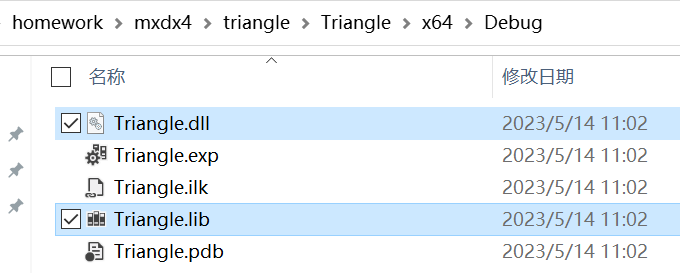 homework > mxdx4 > triangle > Triangle > x64 > Debug
名称 修改日期
Triangle.dll 2023/5/14 11:02
Triangle.exp 2023/5/14 11:02
Triangle.ilk 2023/5/14 11:02
Triangle.lib 2023/5/14 11:02
Triangle.pdb 2023/5/14 11:02